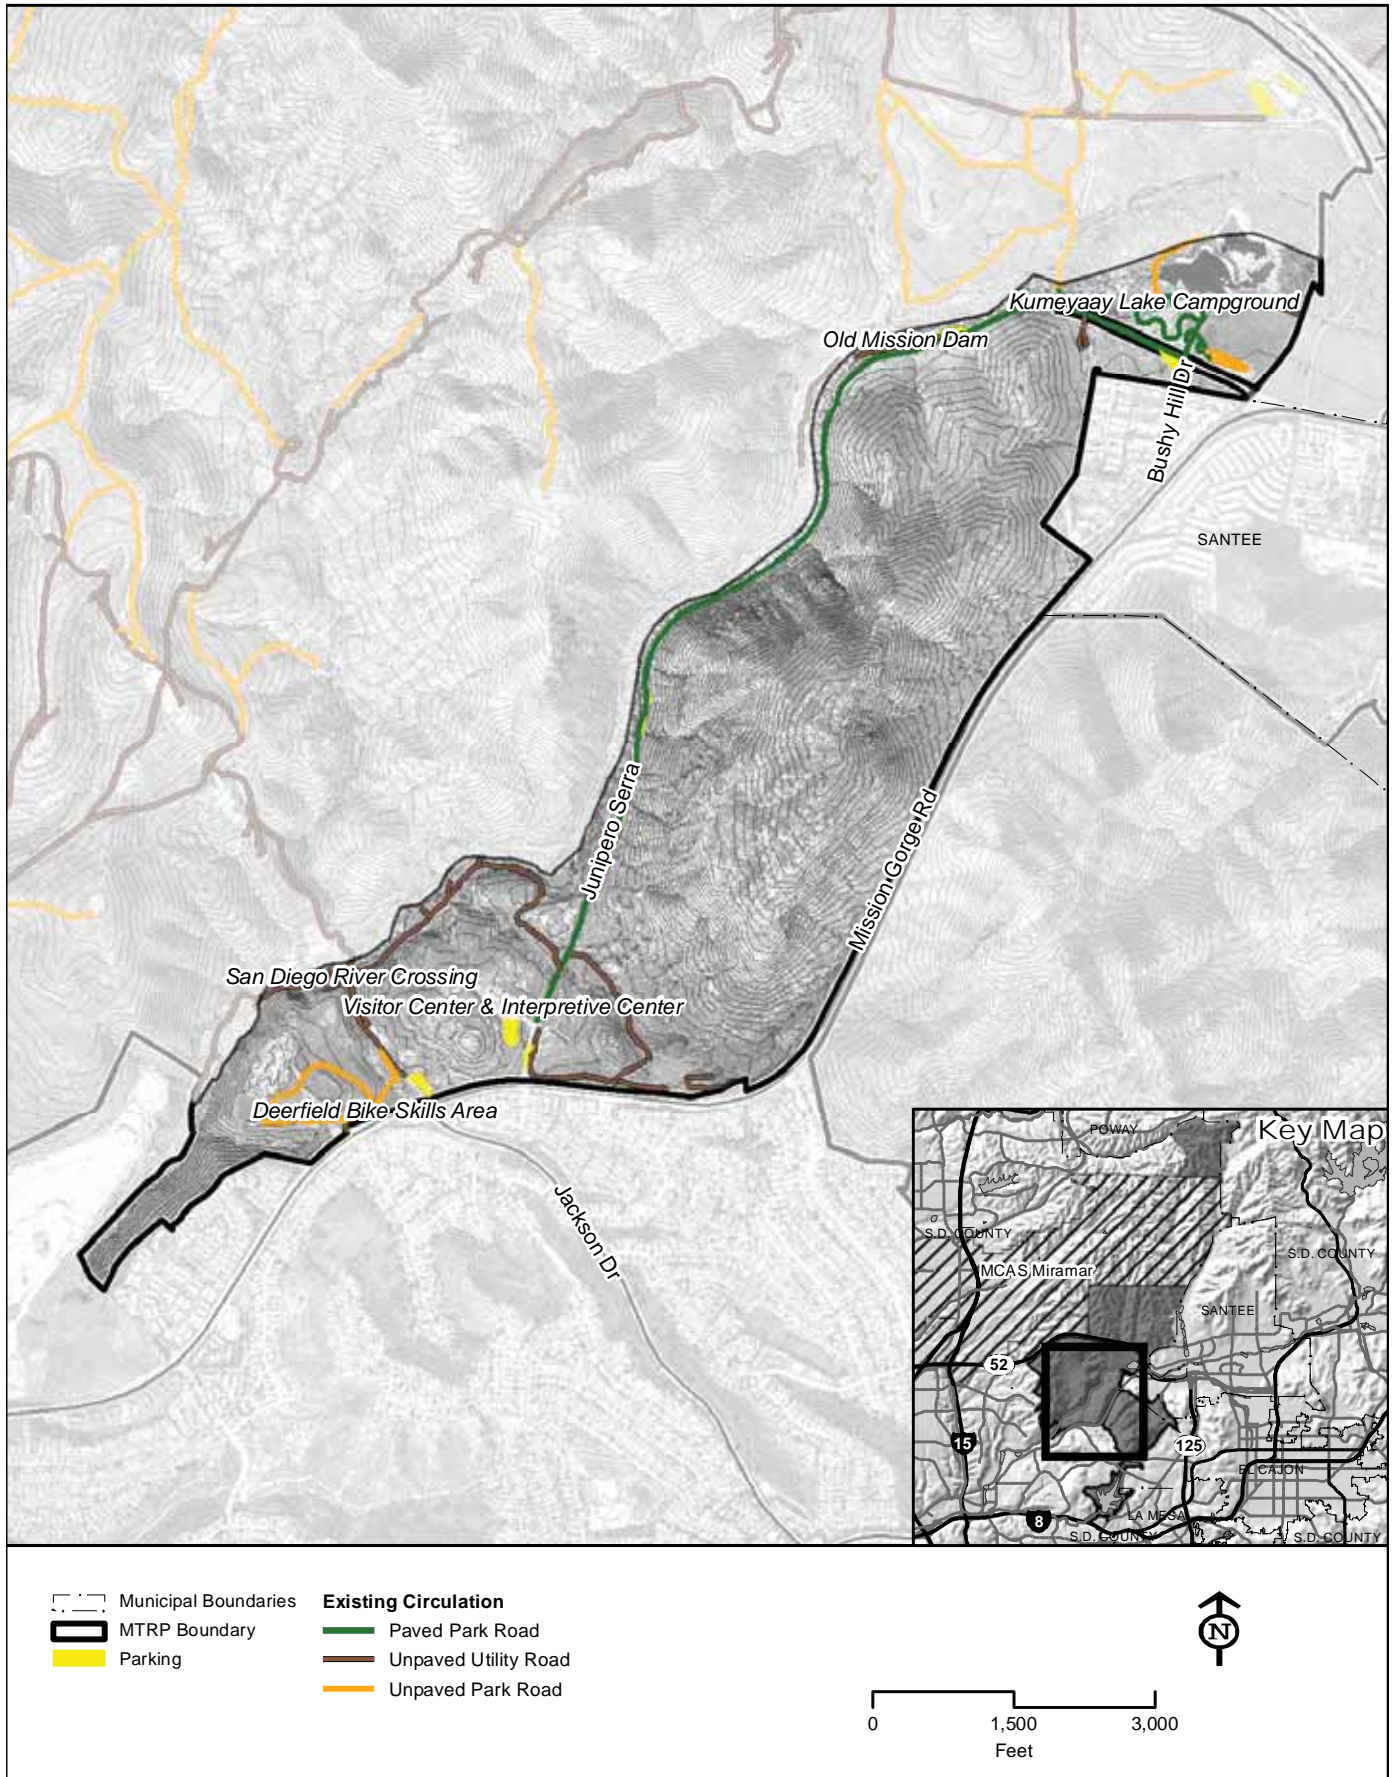 Kumeyaay Lake Campground
Old Mission Dam
Bushy Hill Dr
SANTEE
Junipero Serra
Mission Gorge Rd
San Diego River Crossing
Visitor Center & Interpretive Center
Deerfield Bike Skills Area
Jackson Dr
Key Map
POWAY
S.D. COUNTY
S.D. COUNTY
MCAS Miramar
SANTEE
52
15
125
EL CAJON
8
LA MESA
S.D. COUNTY
S.D. COUNTY
Municipal Boundaries
MTRP Boundary
Parking
Existing Circulation
Paved Park Road
Unpaved Utility Road
Unpaved Park Road
N
0 1,500 3,000
Feet